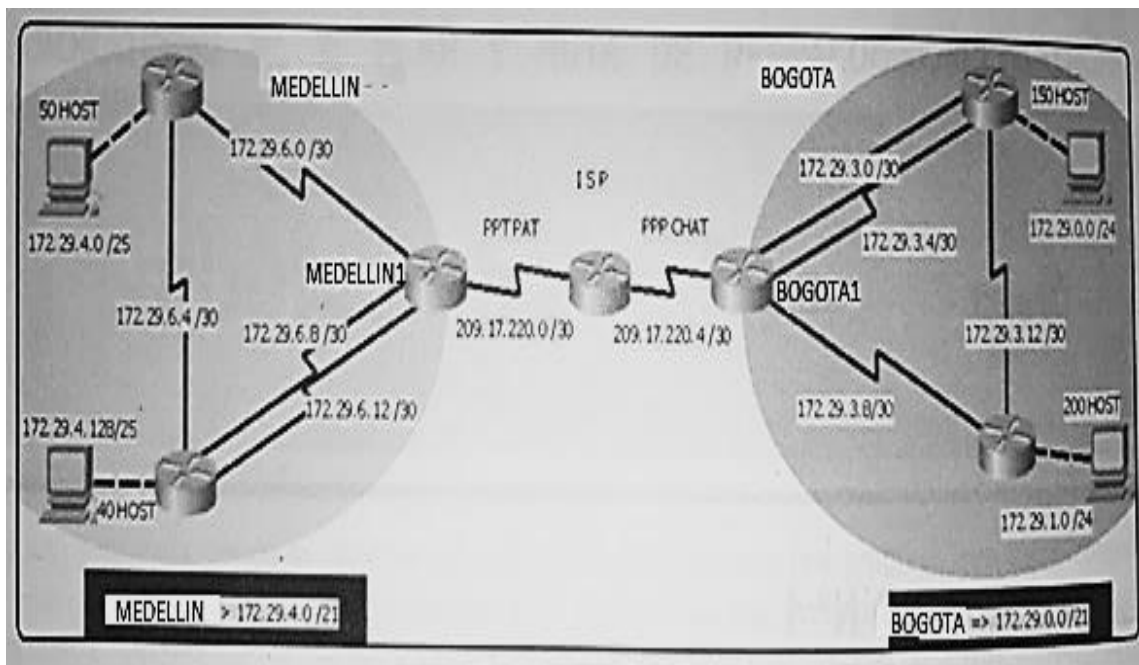 MEDELLIN --
BOGOTA
50 HOST
150 HOST
172.29.6.0 /30
172.29.3.0 /30
ISP
172.29.4.0 /25
PPT PAT
PPP CHAT
172.29.3.4/30
172.29.0.0 /24
MEDELLIN1
BOGOTA1
172.29.6.4 /30
172.29.6.8 /30
209.17.220.0 /30
209.17.220.4 /30
172.29.3.12 /30
172.29.6.12 /30
172.29.3.8/30
200 HOST
172.29.4.128/25
40 HOST
172.29.1.0 /24
MEDELLIN > 172.29.4.0 /21
BOGOTA => 172.29.0.0 /21